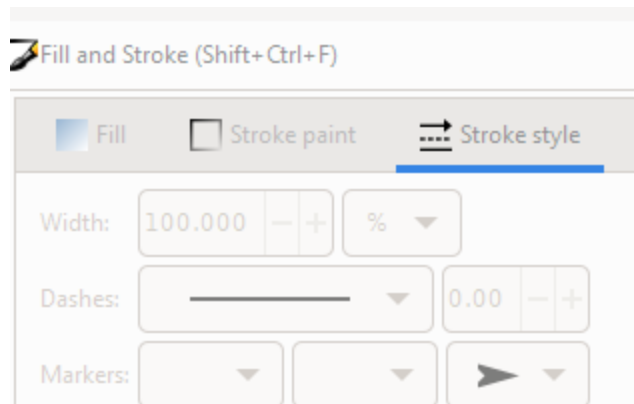 Fill and Stroke (Shift+Ctrl+F)
Fill Stroke paint Stroke style
Width: 100.000 %
Dashes: 0.00
Markers: